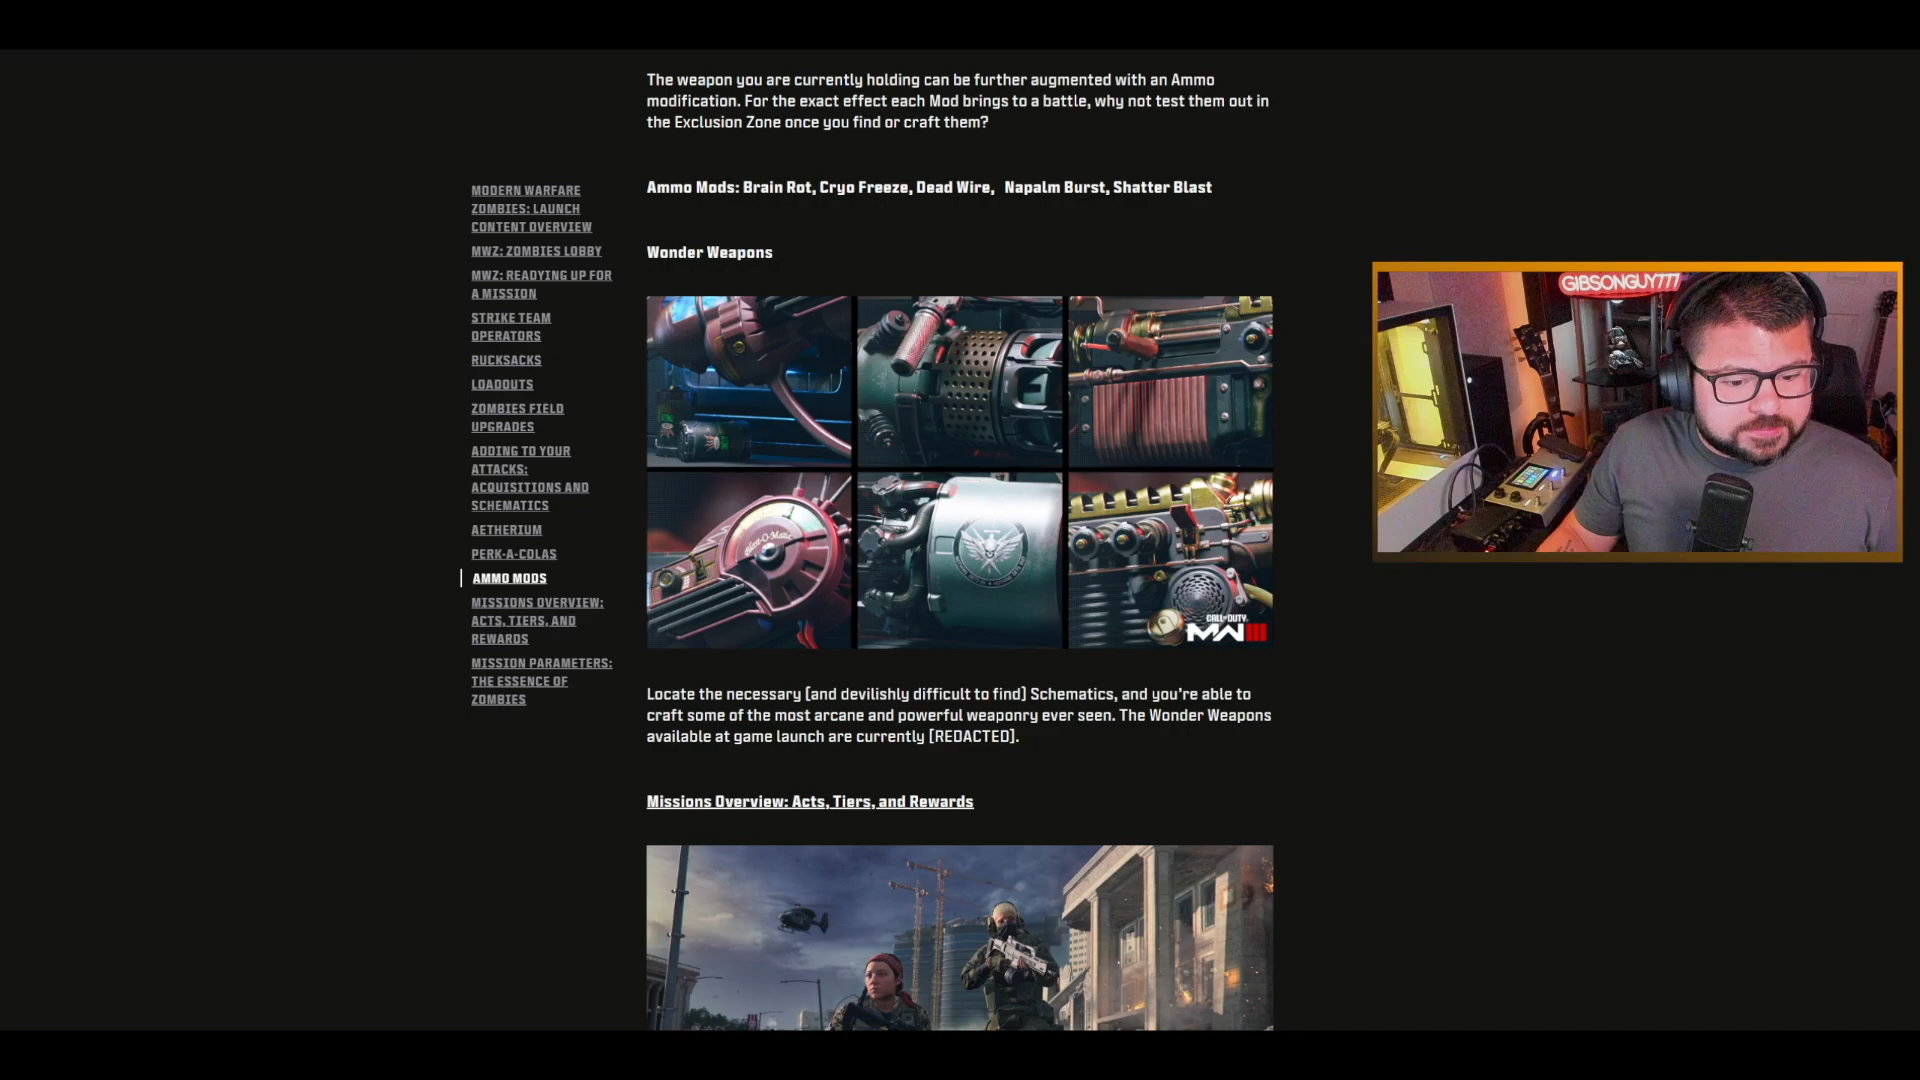 The weapon you are currently holding can be further augmented with an Ammo
modification. For the exact effect each Mod brings to a battle, why not test them out in
the Exclusion Zone once you find or craft them?
Ammo Mods: Brain Rot, Cryo Freeze, Dead Wire, Napalm Burst, Shatter Blast
Wonder Weapons
MODERN WARFARE
ZOMBIES: LAUNCH
CONTENT OVERVIEW
MWZ: ZOMBIES LOBBY
MWZ: READYING UP FOR
A MISSION
STRIKE TEAM
OPERATORS
RUCKSACKS
LOADOUTS
ZOMBIES FIELD
UPGRADES
ADDING TO YOUR
ATTACKS:
ACQUISITIONS AND
SCHEMATICS
AETHERIUM
PERK-A-COLAS
AMMO MODS
MISSIONS OVERVIEW:
ACTS, TIERS, AND
REWARDS
MISSION PARAMETERS:
THE ESSENCE OF
ZOMBIES
CALL OF DUTY
MWIII
Locate the necessary [and devilishly difficult to find] Schematics, and you're able to
craft some of the most arcane and powerful weaponry ever seen. The Wonder Weapons
available at game launch are currently [REDACTED].
Missions Overview: Acts, Tiers, and Rewards
GIBSONGUY777